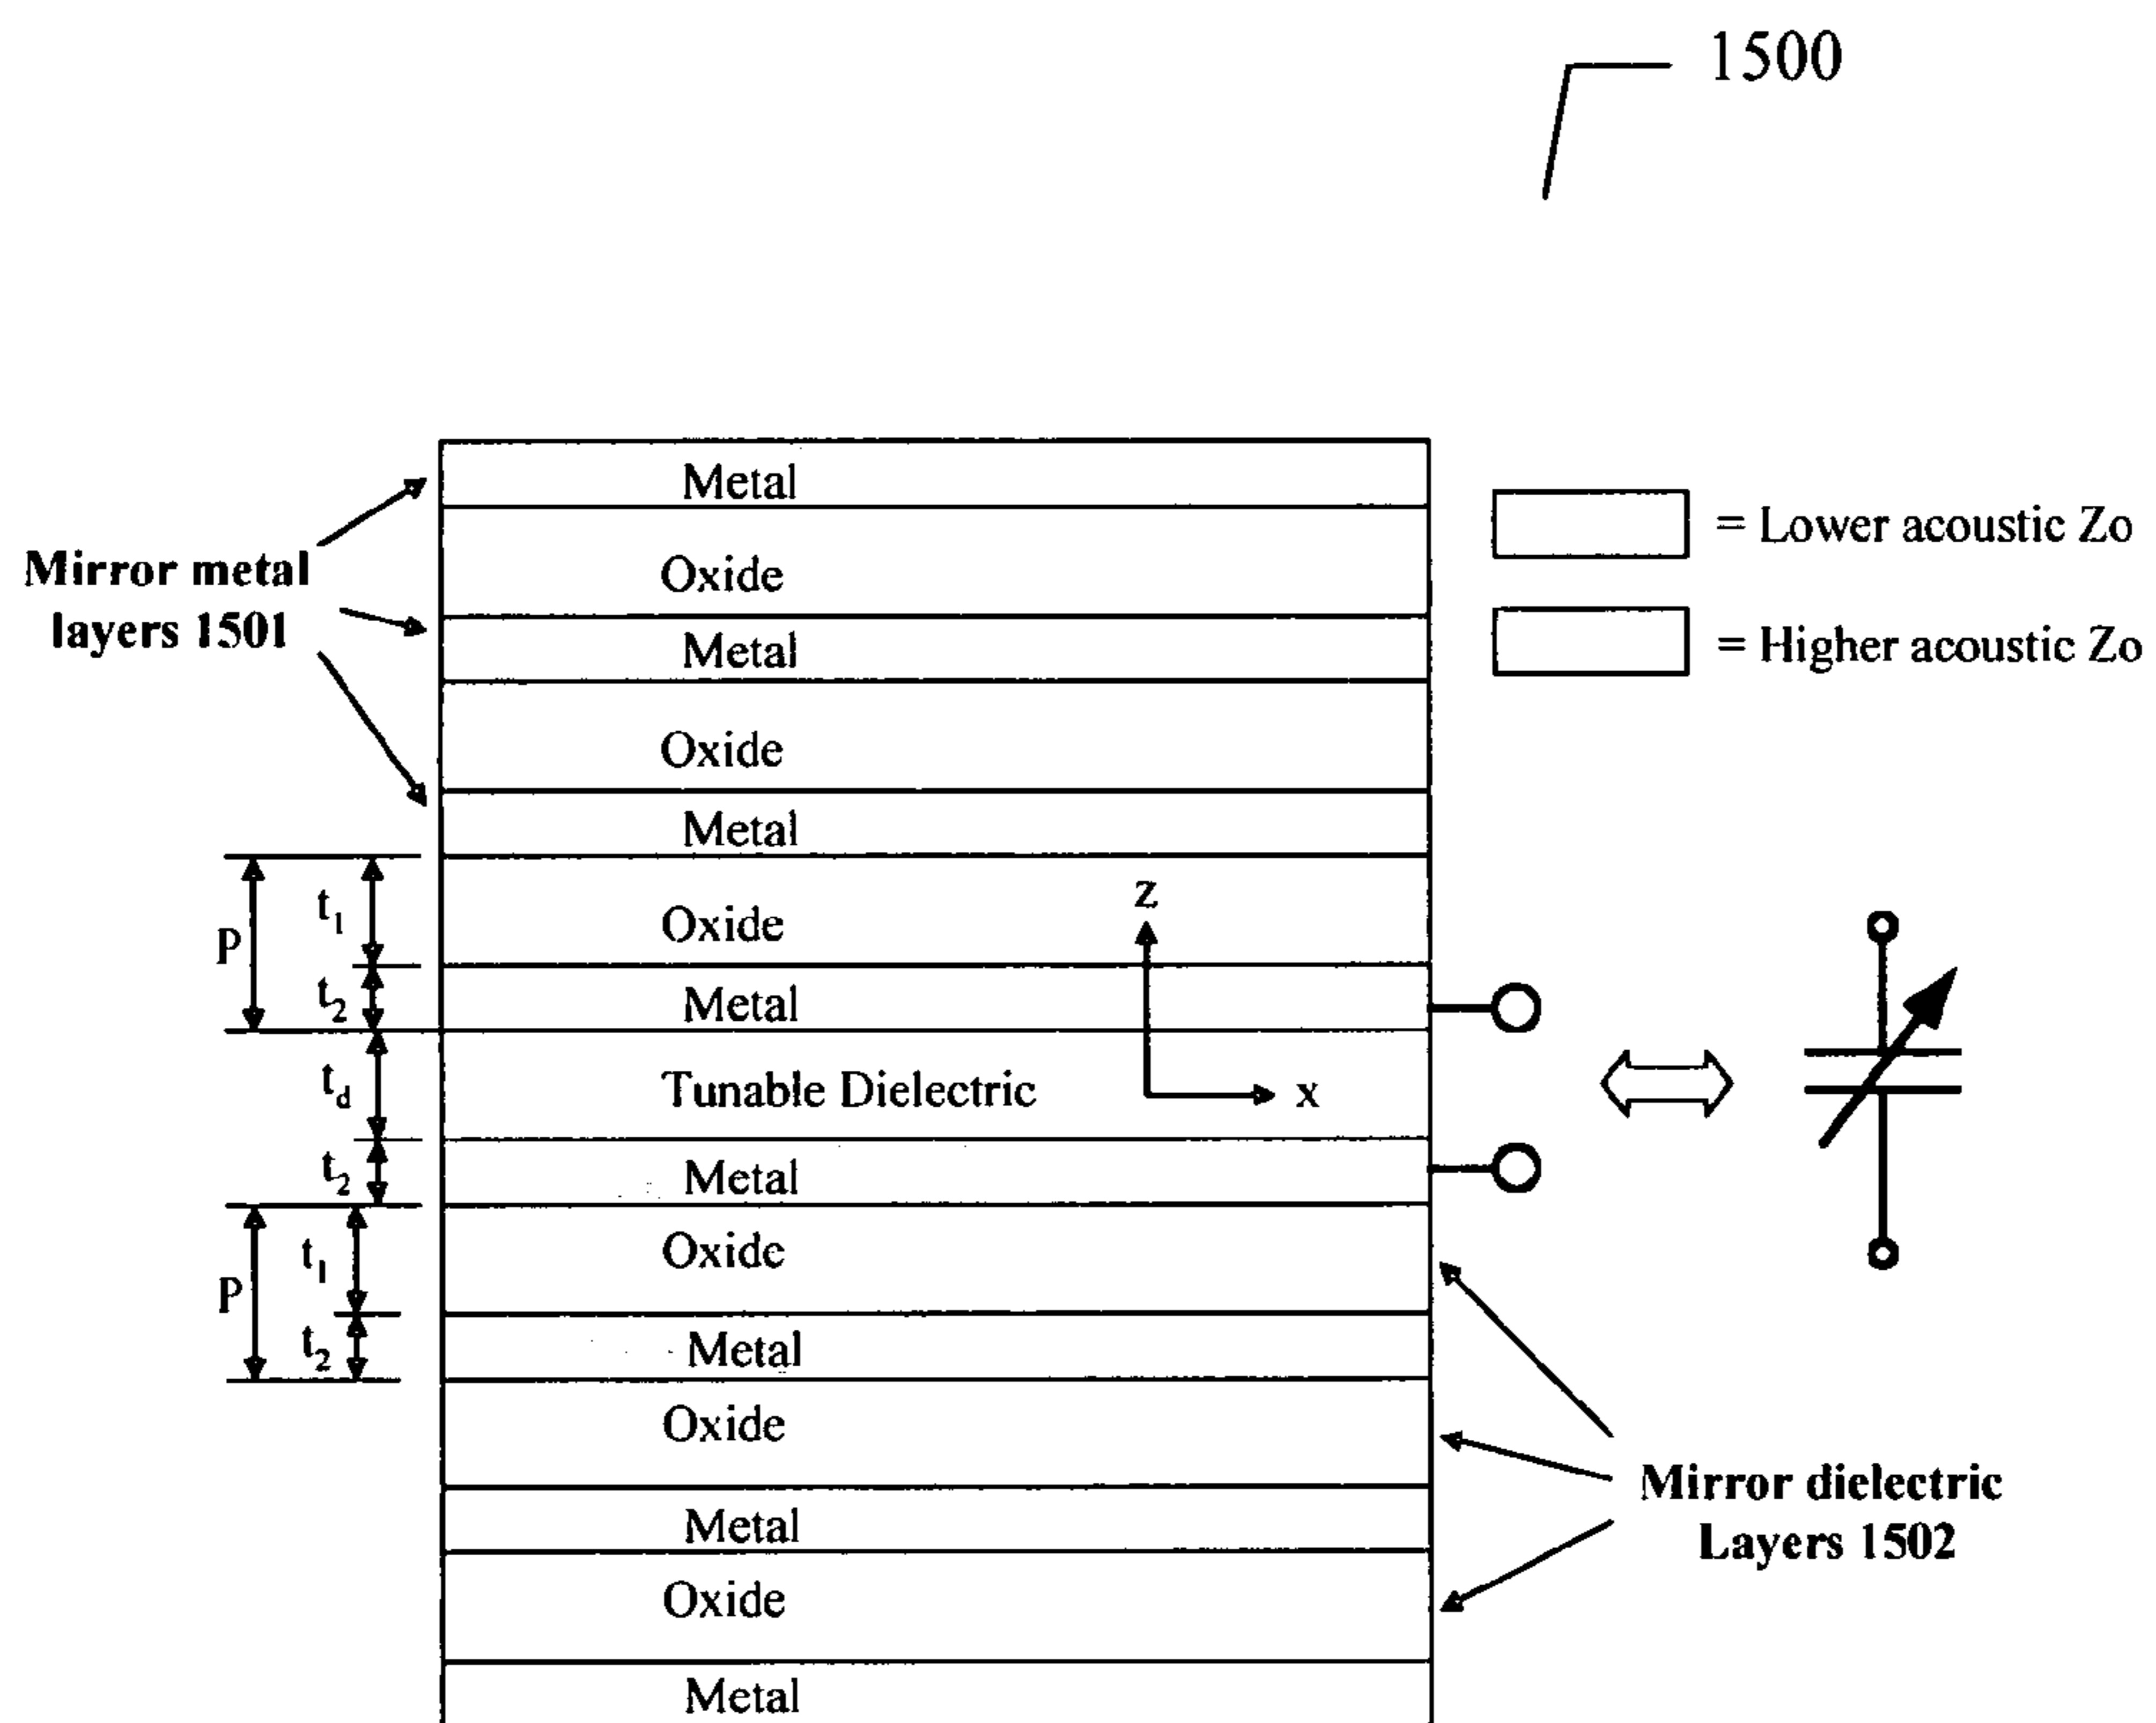 1500
Metal
= Lower acoustic Zo
Oxide
Mirror metal
layers 1501
= Higher acoustic Zo
Metal
Oxide
Metal
P
t1
Oxide
z
t2
Metal
td
Tunable Dielectric
x
t2
Metal
P
t1
Oxide
t2
Metal
Oxide
Mirror dielectric
Layers 1502
Metal
Oxide
Metal